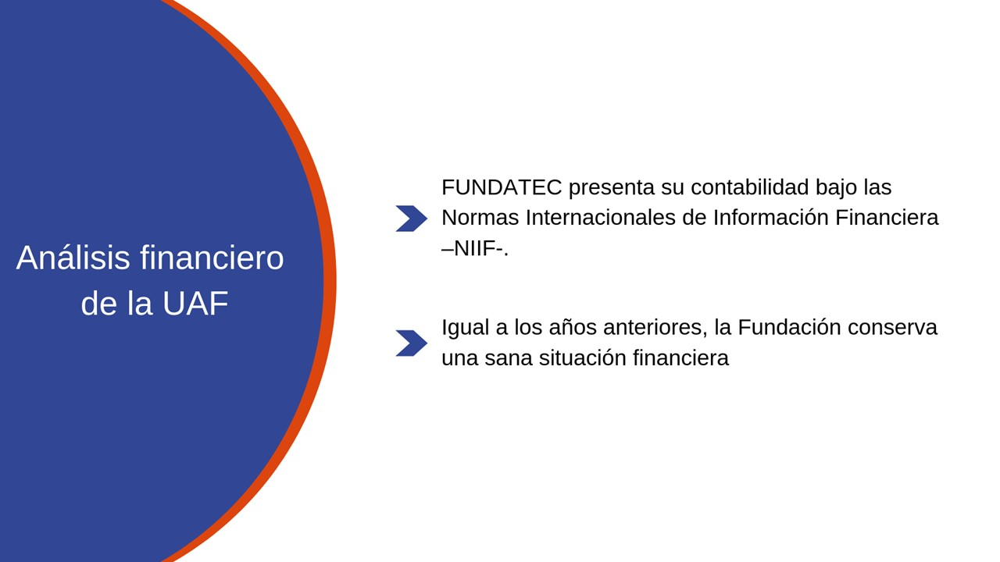 Análisis financiero
de la UAF
FUNDATEC presenta su contabilidad bajo las
Normas Internacionales de Información Financiera
–NIIF-.
Igual a los años anteriores, la Fundación conserva
una sana situación financiera